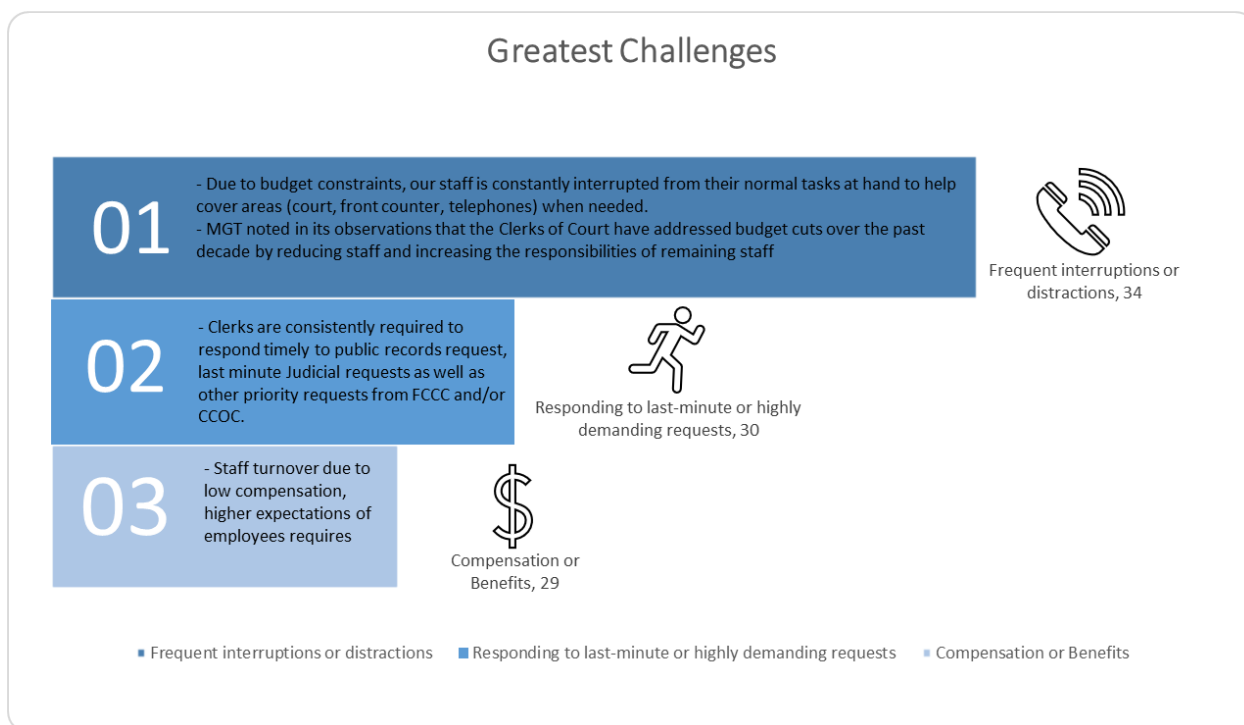 Greatest Challenges
01
- Due to budget constraints, our staff is constantly interrupted from their normal tasks at hand to help
cover areas (court, front counter, telephones) when needed.
- MGT noted in its observations that the Clerks of Court have addressed budget cuts over the past
decade by reducing staff and increasing the responsibilities of remaining staff
Frequent interruptions or
distractions, 34
02
- Clerks are consistently required to
respond timely to public records request,
last minute Judicial requests as well as
other priority requests from FCCC and/or
CCOC.
Responding to last-minute or highly
demanding requests, 30
03
- Staff turnover due to
low compensation,
higher expectations of
employees requires
Compensation or
Benefits, 29
Frequent interruptions or distractions
Responding to last-minute or highly demanding requests
Compensation or Benefits